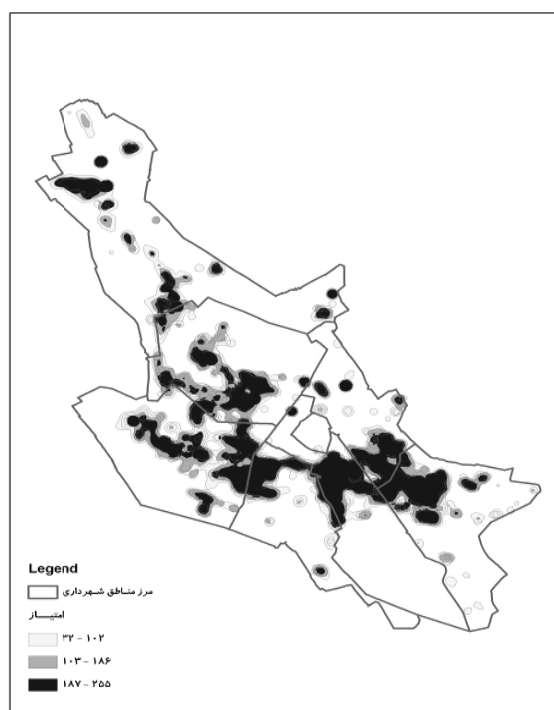 Legend
مرز مناطق شهرداری
امتیـــاز
۳۲ - ۱۰۲
۱۰۳ - ۱۸۶
۱۸۷ - ۲۵۵